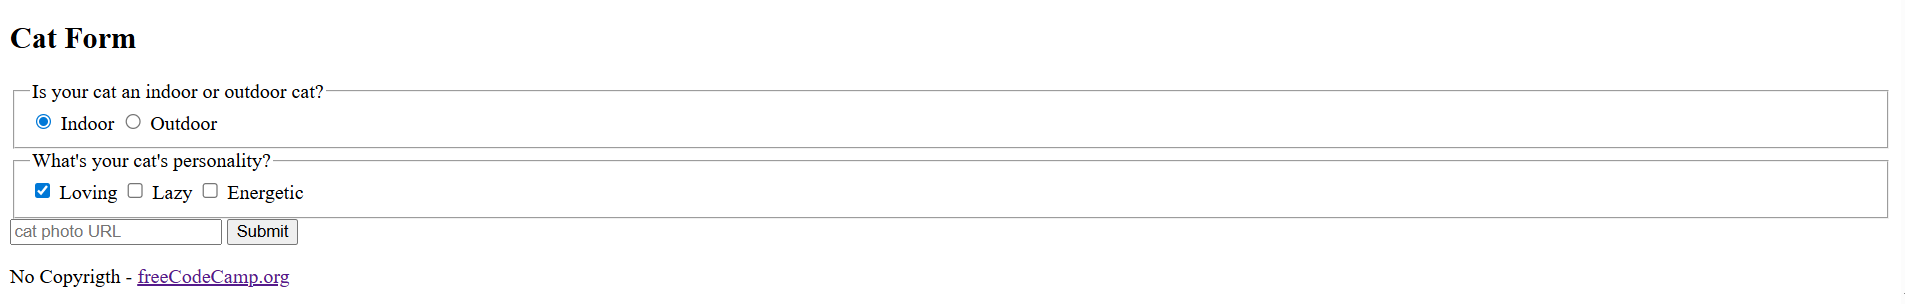 Cat Form
Is your cat an indoor or outdoor cat?
Indoor Outdoor
What's your cat's personality?
Loving Lazy Energetic
cat photo URL Submit
No Copyrigth - freeCodeCamp.org